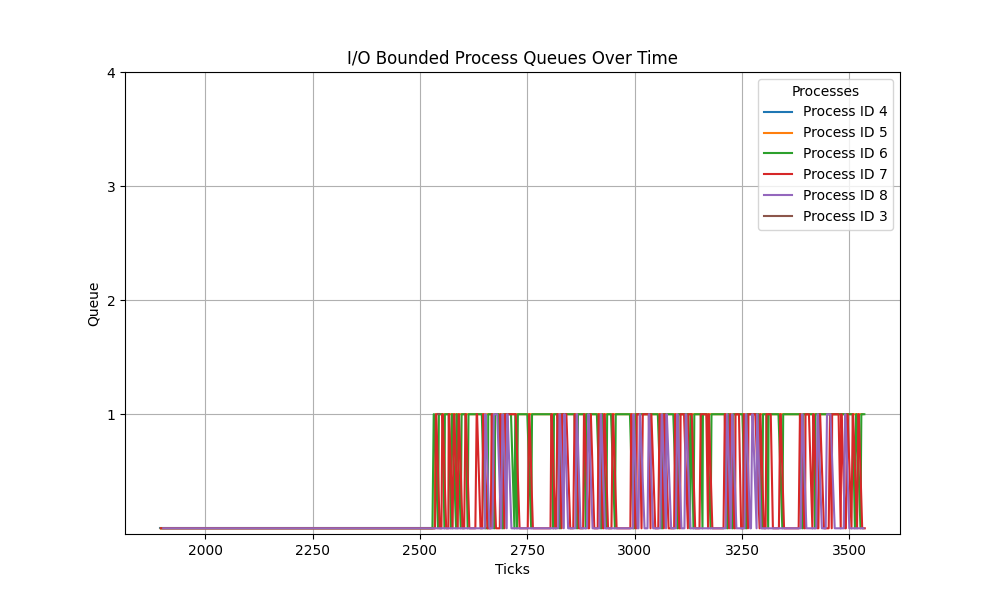 I/O Bounded Process Queues Over Time
Processes
Process ID 4
Process ID 5
Process ID 6
Process ID 7
Process ID 8
Process ID 3
4
3
2
1
Queue
2000 2250 2500 2750 3000 3250 3500
Ticks